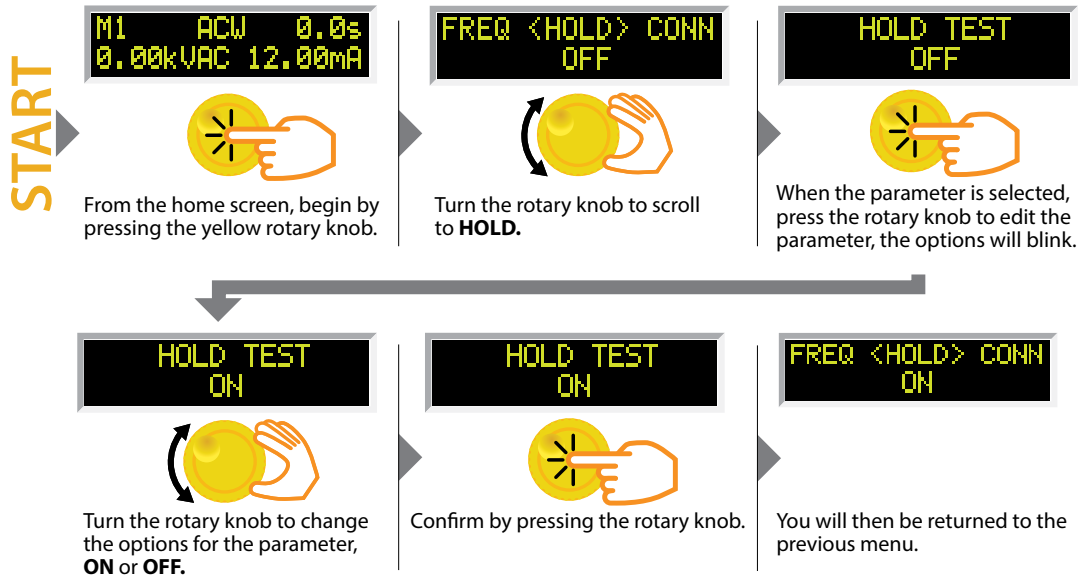 START
M1 ACW 0.0s
0.00kVAC 12.00mA
From the home screen, begin by
pressing the yellow rotary knob.
FREQ <HOLD> CONN
OFF
Turn the rotary knob to scroll
to HOLD.
HOLD TEST
OFF
When the parameter is selected,
press the rotary knob to edit the
parameter, the options will blink.
HOLD TEST
ON
Turn the rotary knob to change
the options for the parameter,
ON or OFF.
HOLD TEST
ON
Confirm by pressing the rotary knob.
FREQ <HOLD> CONN
ON
You will then be returned to the
previous menu.